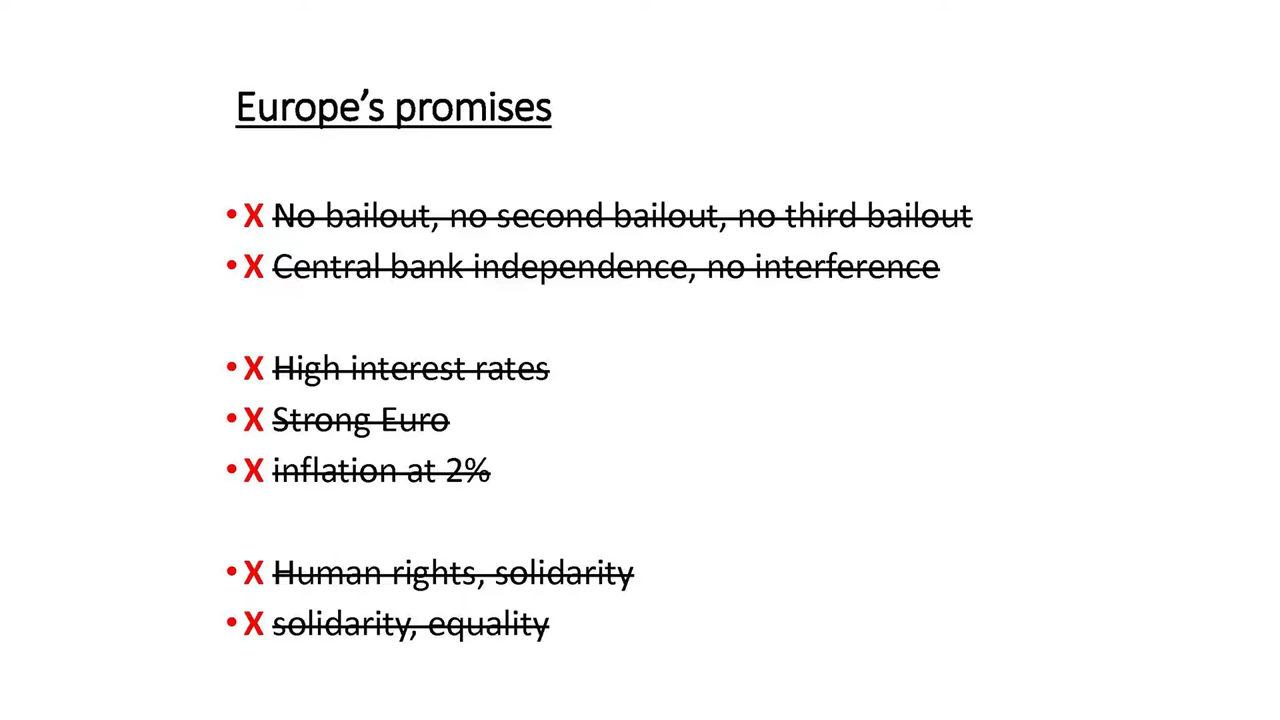 Europe's promises
• X No bailout, no second bailout, no third bailout
• X Central bank independence, no interference
• X High interest rates
• X Strong Euro
• X inflation at 2%
• X Human rights, solidarity
• X solidarity, equality